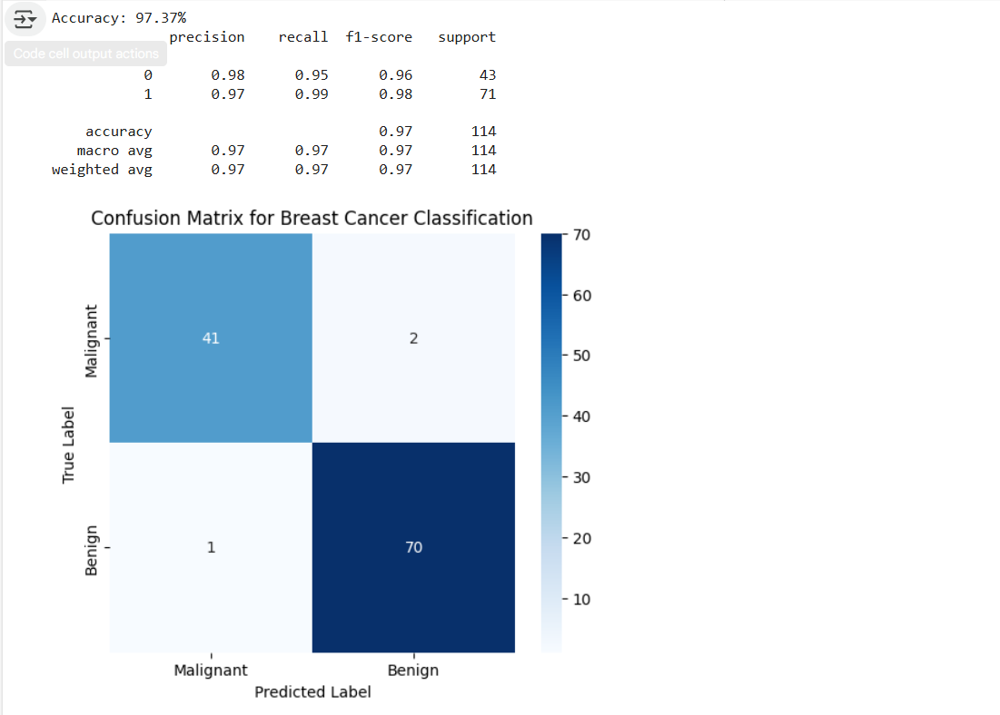 Accuracy: 97.37%
precision recall f1-score support
Code cell output actions
0 0.98 0.95 0.96 43
1 0.97 0.99 0.98 71
accuracy 0.97 114
macro avg 0.97 0.97 0.97 114
weighted avg 0.97 0.97 0.97 114
Confusion Matrix for Breast Cancer Classification
70
60
50
40
30
20
10
True Label
Malignant
41 2
Benign
1 70
Malignant Benign
Predicted Label